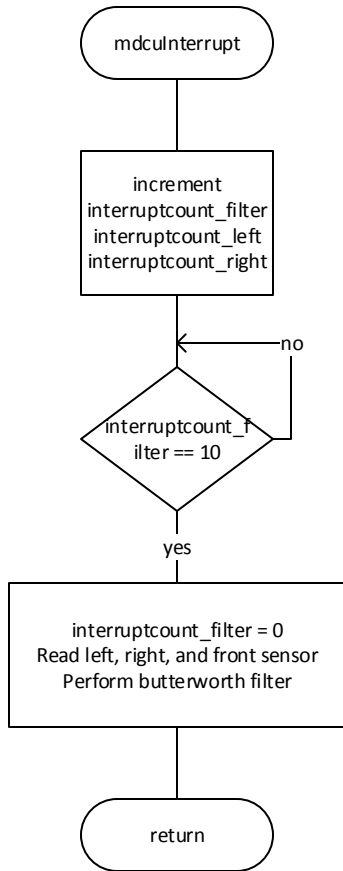 mdcuInterrupt
increment
interruptcount_filter
interruptcount_left
interruptcount_right
no
interruptcount_f
ilter == 10
yes
interruptcount_filter = 0
Read left, right, and front sensor
Perform butterworth filter
return